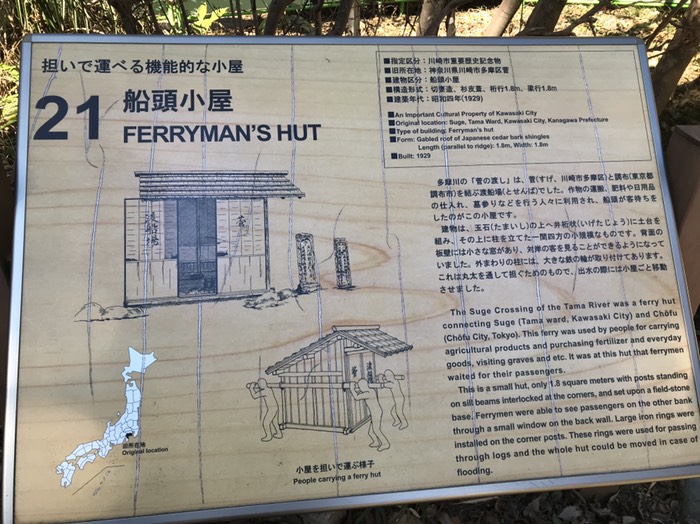 担いで運べる機能的な小屋
21 船頭小屋
FERRYMAN'S HUT
■指定区分:川崎市重要歴史記念物
■旧所在地:神奈川県川崎市多摩区菅
■建物区分:船頭小屋
■構造形式:切妻造、杉皮葺、桁行1.8m、梁行1.8m
■建築年代:昭和四年(1929)
■An Important Cultural Property of Kawasaki City
■Original location: Suge, Tama Ward, Kawasaki City, Kanagawa Prefecture
■Type of building: Ferryman's hut
■Form: Gabled roof of Japanese cedar bark shingles
Length (parallel to ridge): 1.8m, Width: 1.8m
■Built: 1929
多摩川の「菅の渡し」は、菅(すげ、川崎市多摩区)と調布(東京都
調布市)を結ぶ渡船場(とせんば)でした。作物の運搬、肥料や日用品
の仕入れ、墓参りなどを行う人々に利用され、船頭が客待ちを
したのがこの小屋です。
建物は、玉石(たまいし)の上へ井桁状(いげたじょう)に土台を
組み、その上に柱を立てた一間四方の小規模なものです。背面の
板壁には小さな窓があり、対岸の客を見ることができるようになって
いました。外まわりの柱には、大きな鉄の輪が取り付けてあります。
これは丸太を通して担ぐためのもので、出水の際には小屋ごと移動
させました。
The Suge Crossing of the Tama River was a ferry hut
connecting Suge (Tama ward, Kawasaki City) and Chōfu
(Chōfu City, Tokyo). This ferry was used by people for carrying
agricultural products and purchasing fertilizer and everyday
goods, visiting graves and etc. It was at this hut that ferrymen
waited for their passengers.
This is a small hut, only 1.8 square meters with posts standing
on sill beams interlocked at the corners, and set upon a field-stone
base. Ferrymen were able to see passengers on the other bank
through a small window on the back wall. Large iron rings were
installed on the corner posts. These rings were used for passing
through logs and the whole hut could be moved in case of
flooding.
旧所在地
Original location
小屋を担いで運ぶ様子
People carrying a ferry hut